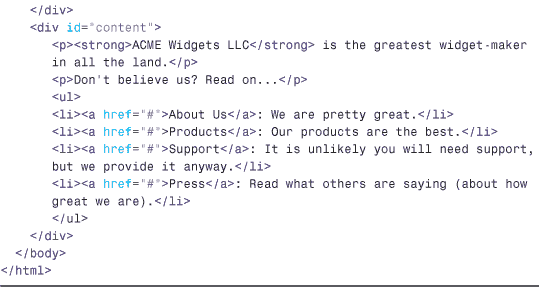 </div>
<div id="content">
<p><strong>ACME Widgets LLC</strong> is the greatest widget-maker
in all the land.</p>
<p>Don't believe us? Read on...</p>
<ul>
<li><a href="#">About Us</a>: We are pretty great.</li>
<li><a href="#">Products</a>: Our products are the best.</li>
<li><a href="#">Support</a>: It is unlikely you will need support,
but we provide it anyway.</li>
<li><a href="#">Press</a>: Read what others are saying (about how
great we are).</li>
</ul>
</div>
</body>
</html>